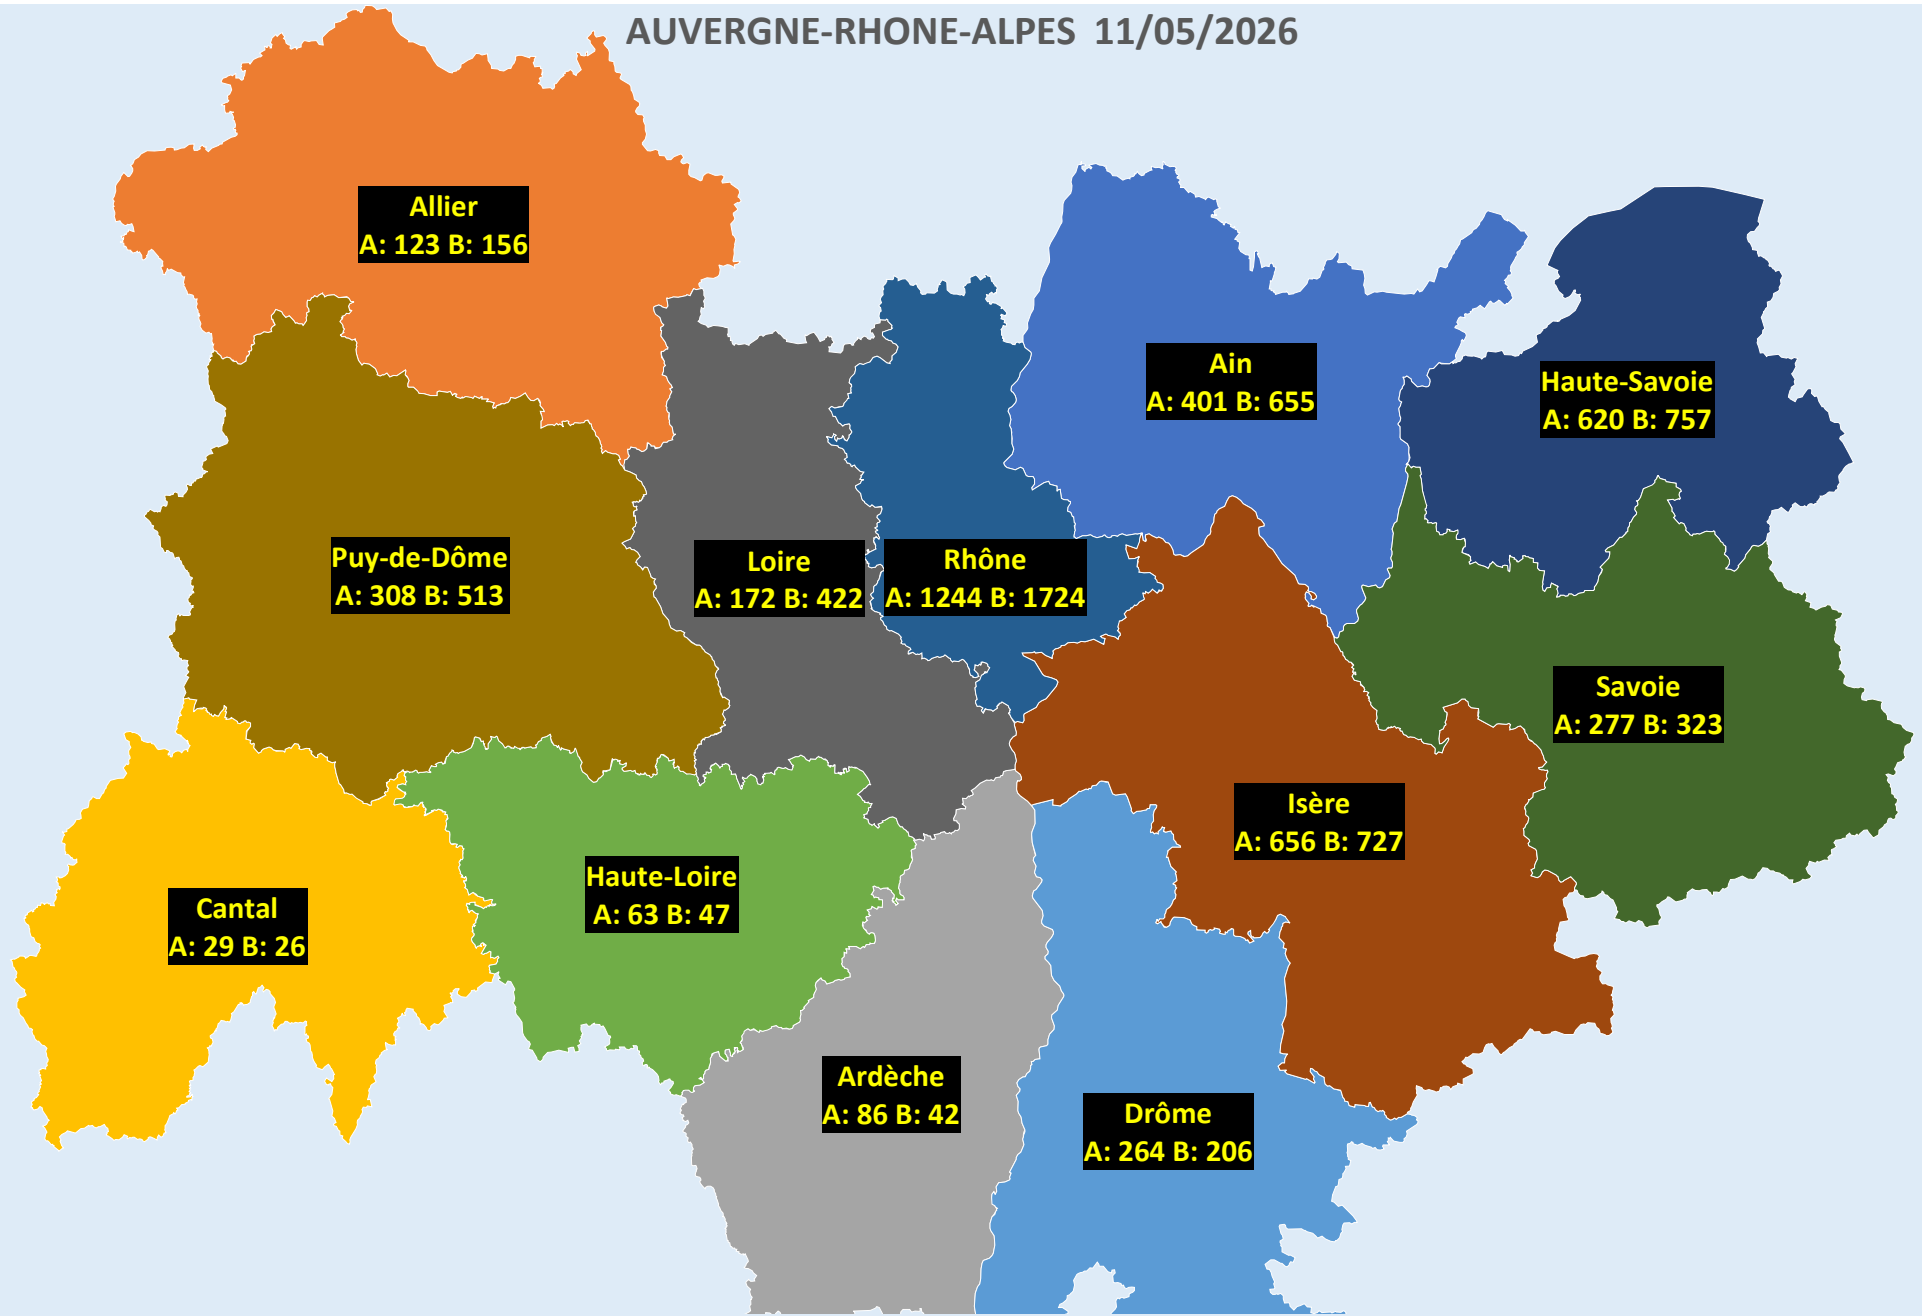 AUVERGNE-RHONE-ALPES 11/05/2026
Allier
A: 123 B: 156
Ain
A: 401 B: 655
Haute-Savoie
A: 620 B: 757
Puy-de-Dôme
A: 308 B: 513
Loire
A: 172 B: 422
Rhône
A: 1244 B: 1724
Savoie
A: 277 B: 323
Isère
A: 656 B: 727
Haute-Loire
A: 63 B: 47
Cantal
A: 29 B: 26
Ardèche
A: 86 B: 42
Drôme
A: 264 B: 206